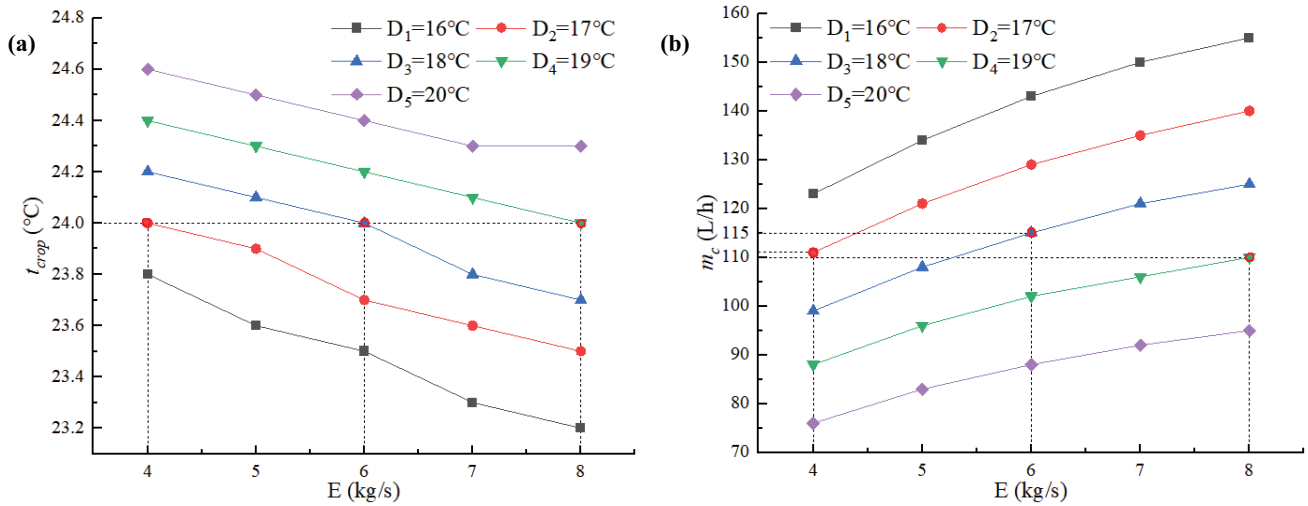 (a)
D1=16°C D2=17°C
D3=18°C D4=19°C
D5=20°C
24.8
24.6
24.4
24.2
24.0
23.8
23.6
23.4
23.2
tcrop (°C)
4 5 6 7 8
E (kg/s)
(b)
D1=16°C D2=17°C
D3=18°C D4=19°C
D5=20°C
160
150
140
130
120
115
110
100
90
80
70
mc (L/h)
4 5 6 7 8
E (kg/s)